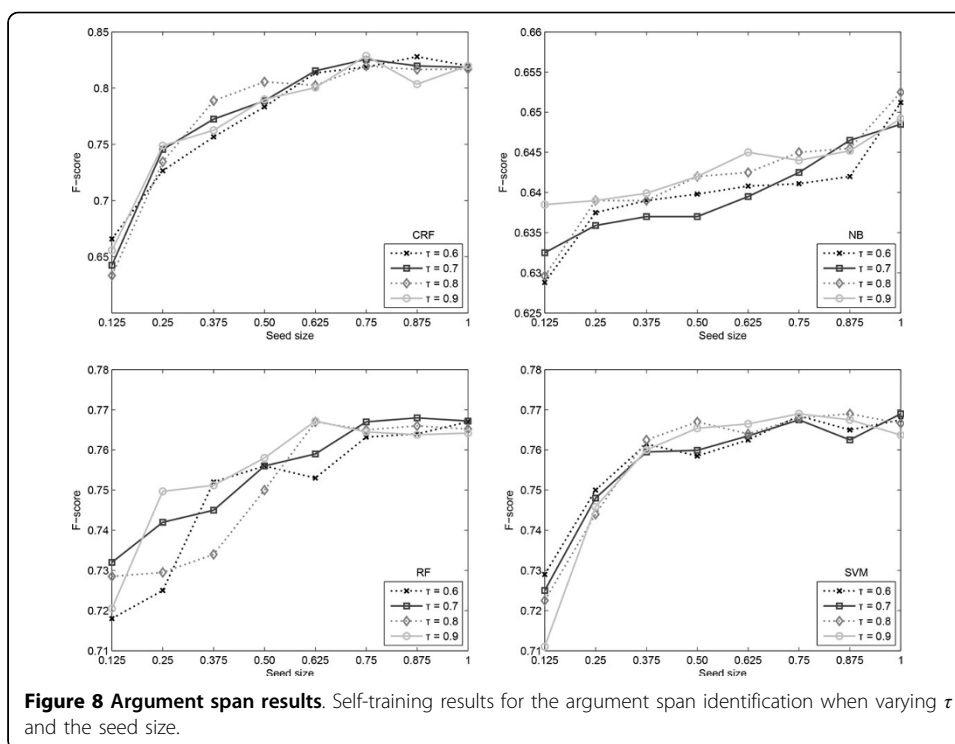 0.85
0.8
0.75
0.7
0.65
F-score
CRF
τ = 0.6
τ = 0.7
τ = 0.8
τ = 0.9
0.125 0.25 0.375 0.50 0.625 0.75 0.875 1
Seed size
0.66
0.655
0.65
0.645
0.64
0.635
0.63
0.625
F-score
NB
τ = 0.6
τ = 0.7
τ = 0.8
τ = 0.9
0.125 0.25 0.375 0.50 0.625 0.75 0.875 1
Seed size
0.78
0.77
0.76
0.75
0.74
0.73
0.72
0.71
F-score
RF
τ = 0.6
τ = 0.7
τ = 0.8
τ = 0.9
0.125 0.25 0.375 0.50 0.625 0.75 0.875 1
Seed size
0.78
0.77
0.76
0.75
0.74
0.73
0.72
0.71
F-score
SVM
τ = 0.6
τ = 0.7
τ = 0.8
τ = 0.9
0.125 0.25 0.375 0.50 0.625 0.75 0.875 1
Seed size
Figure 8 Argument span results. Self-training results for the argument span identification when varying τ
and the seed size.